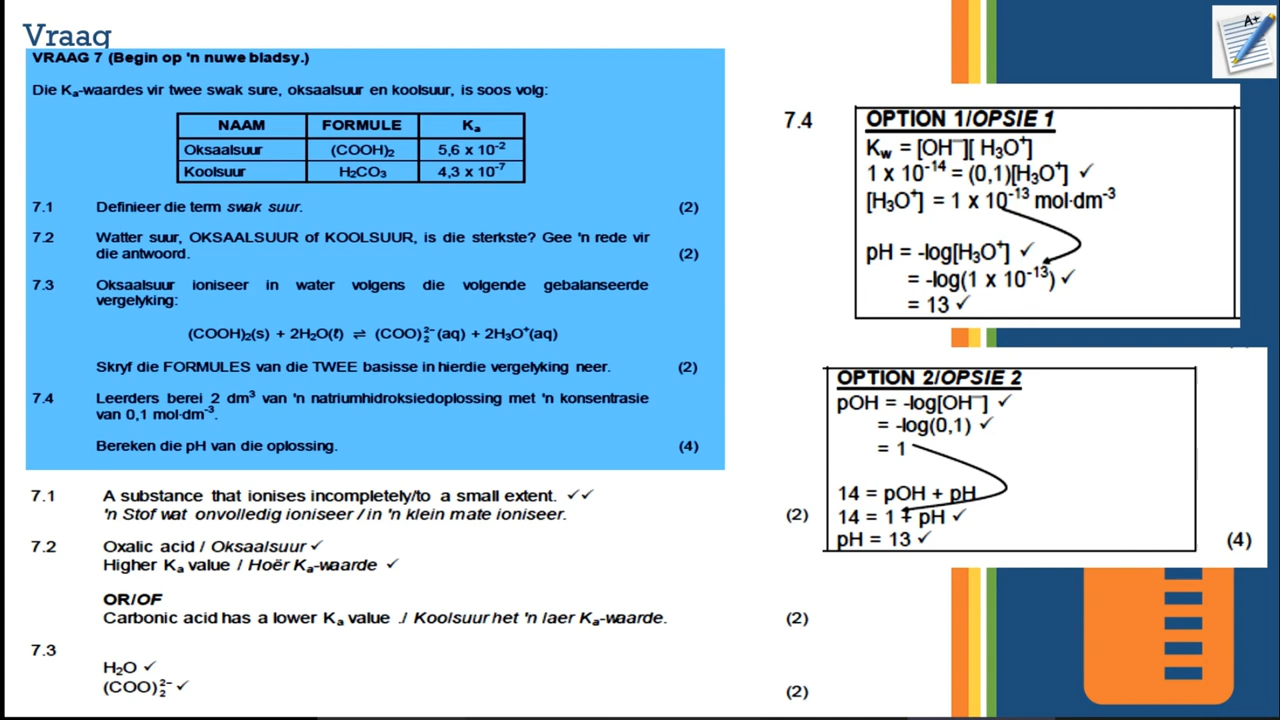 Vraag
A+
VRAAG 7 (Begin op 'n nuwe bladsy.)
Die Kₐ-waardes vir twee swak sure, oksaalsuur en koolsuur, is soos volg:
NAAM FORMULE Kₐ
Oksaalsuur (COOH)₂ 5,6 x 10⁻²
Koolsuur H₂CO₃ 4,3 x 10⁻⁷
7.1 Definieer die term swak suur. (2)
7.2 Watter suur, OKSAALSUUR of KOOLSUUR, is die sterkste? Gee 'n rede vir
die antwoord. (2)
7.3 Oksaalsuur ioniseer in water volgens die volgende gebalanseerde
vergelyking:
(COOH)₂(s) + 2H₂O(ℓ) ⇌ (COO)₂²⁻(aq) + 2H₃O⁺(aq)
Skryf die FORMULES van die TWEE basisse in hierdie vergelyking neer. (2)
7.4 Leerders berei 2 dm³ van 'n natriumhidroksiedoplossing met 'n konsentrasie
van 0,1 mol·dm⁻³.
Bereken die pH van die oplossing. (4)
7.1 A substance that ionises incompletely/to a small extent. ✓✓
'n Stof wat onvolledig ioniseer / in 'n klein mate ioniseer. (2)
7.2 Oxalic acid / Oksaalsuur ✓
Higher Kₐ value / Hoër Kₐ-waarde ✓
OR/OF
Carbonic acid has a lower Kₐ value ./ Koolsuur het 'n laer Kₐ-waarde. (2)
7.3
H₂O ✓
(COO)₂²⁻ ✓ (2)
7.4 OPTION 1/OPSIE 1
K_w = [OH⁻][ H₃O⁺]
1 x 10⁻¹⁴ = (0,1)[H₃O⁺] ✓
[H₃O⁺] = 1 x 10⁻¹³ mol·dm⁻³
pH = -log[H₃O⁺] ✓
= -log(1 x 10⁻¹³) ✓
= 13 ✓
OPTION 2/OPSIE 2
pOH = -log[OH⁻] ✓
= -log(0,1) ✓
= 1
14 = pOH + pH
14 = 1 + pH ✓
pH = 13 ✓ (4)